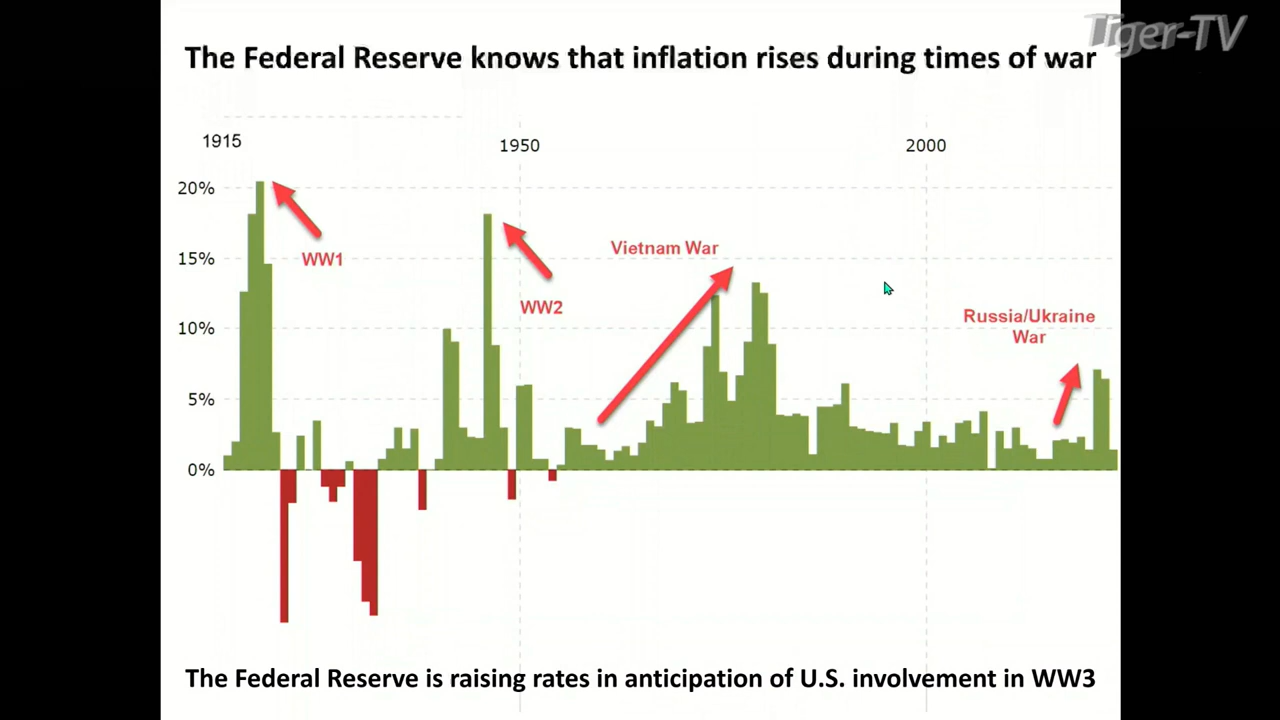 Tiger-TV
The Federal Reserve knows that inflation rises during times of war
1915
1950
2000
20%
WW1
15%
Vietnam War
WW2
10%
Russia/Ukraine
War
5%
0%
The Federal Reserve is raising rates in anticipation of U.S. involvement in WW3